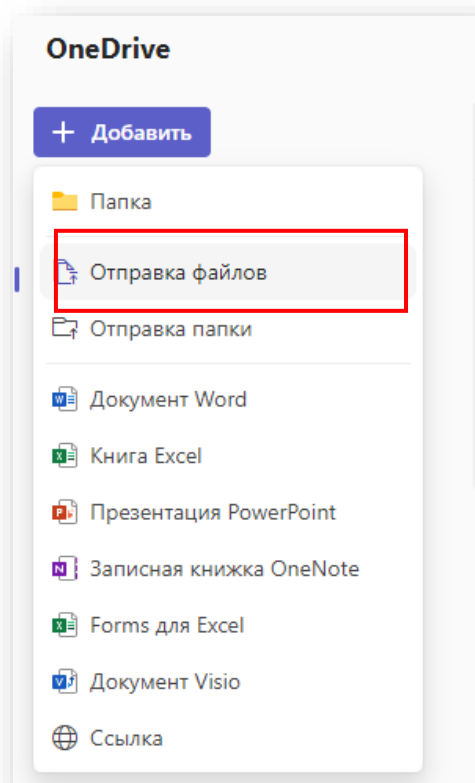 OneDrive
+ Добавить
Папка
Отправка файлов
Отправка папки
Документ Word
Книга Excel
Презентация PowerPoint
Записная книжка OneNote
Forms для Excel
Документ Visio
Ссылка